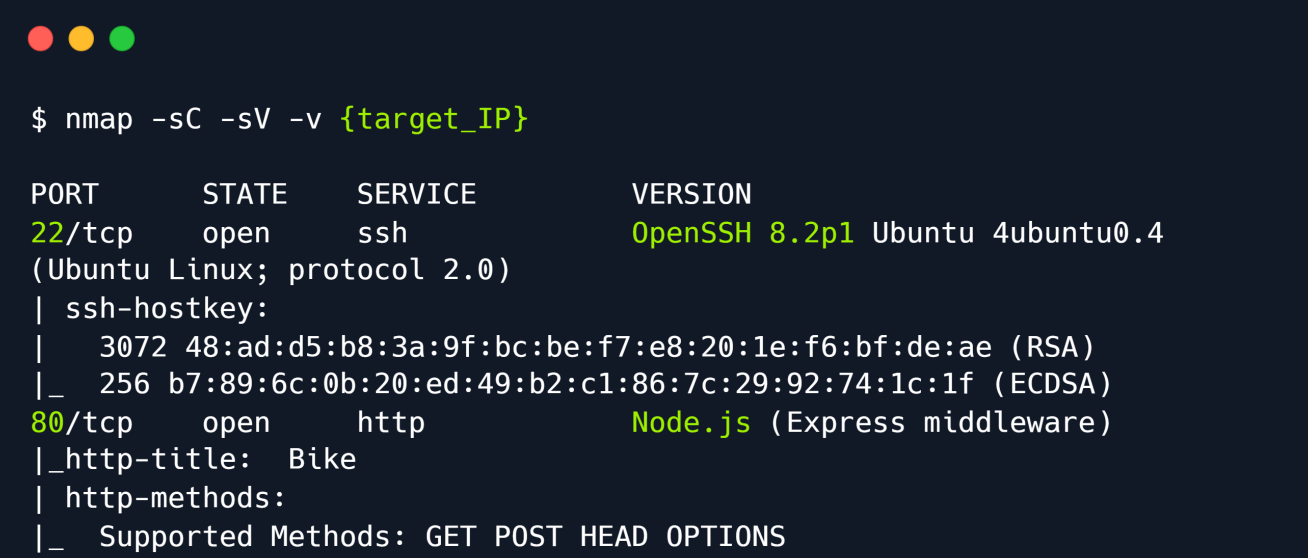 $ nmap -sC -sV -v {target_IP}
PORT      STATE    SERVICE         VERSION
22/tcp    open     ssh             OpenSSH 8.2p1 Ubuntu 4ubuntu0.4
(Ubuntu Linux; protocol 2.0)
| ssh-hostkey:
|   3072 48:ad:d5:b8:3a:9f:bc:be:f7:e8:20:1e:f6:bf:de:ae (RSA)
|_  256 b7:89:6c:0b:20:ed:49:b2:c1:86:7c:29:92:74:1c:1f (ECDSA)
80/tcp    open     http            Node.js (Express middleware)
|_http-title:  Bike
| http-methods:
|_  Supported Methods: GET POST HEAD OPTIONS